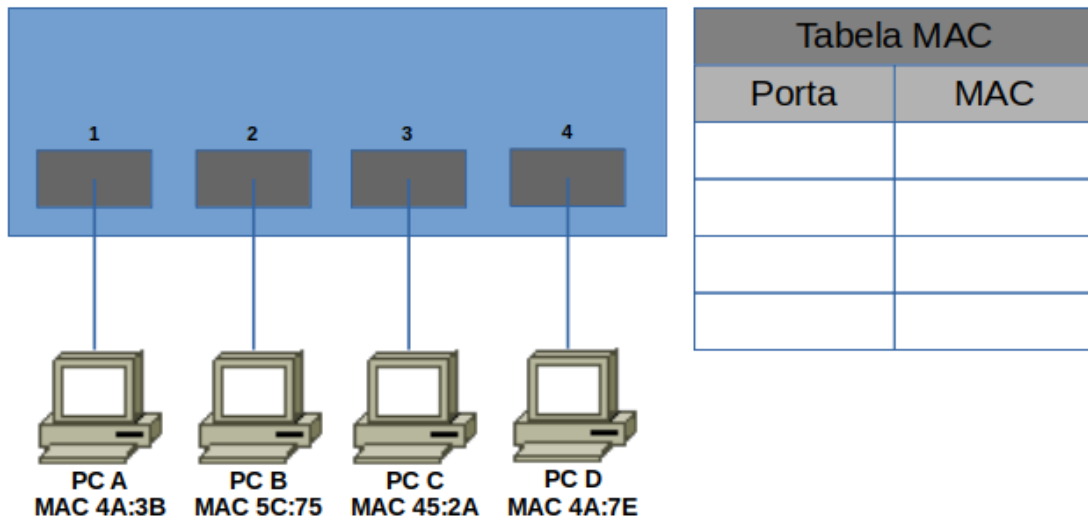 1 2 3 4
PC A
MAC 4A:3B
PC B
MAC 5C:75
PC C
MAC 45:2A
PC D
MAC 4A:7E
Tabela MAC
Porta MAC